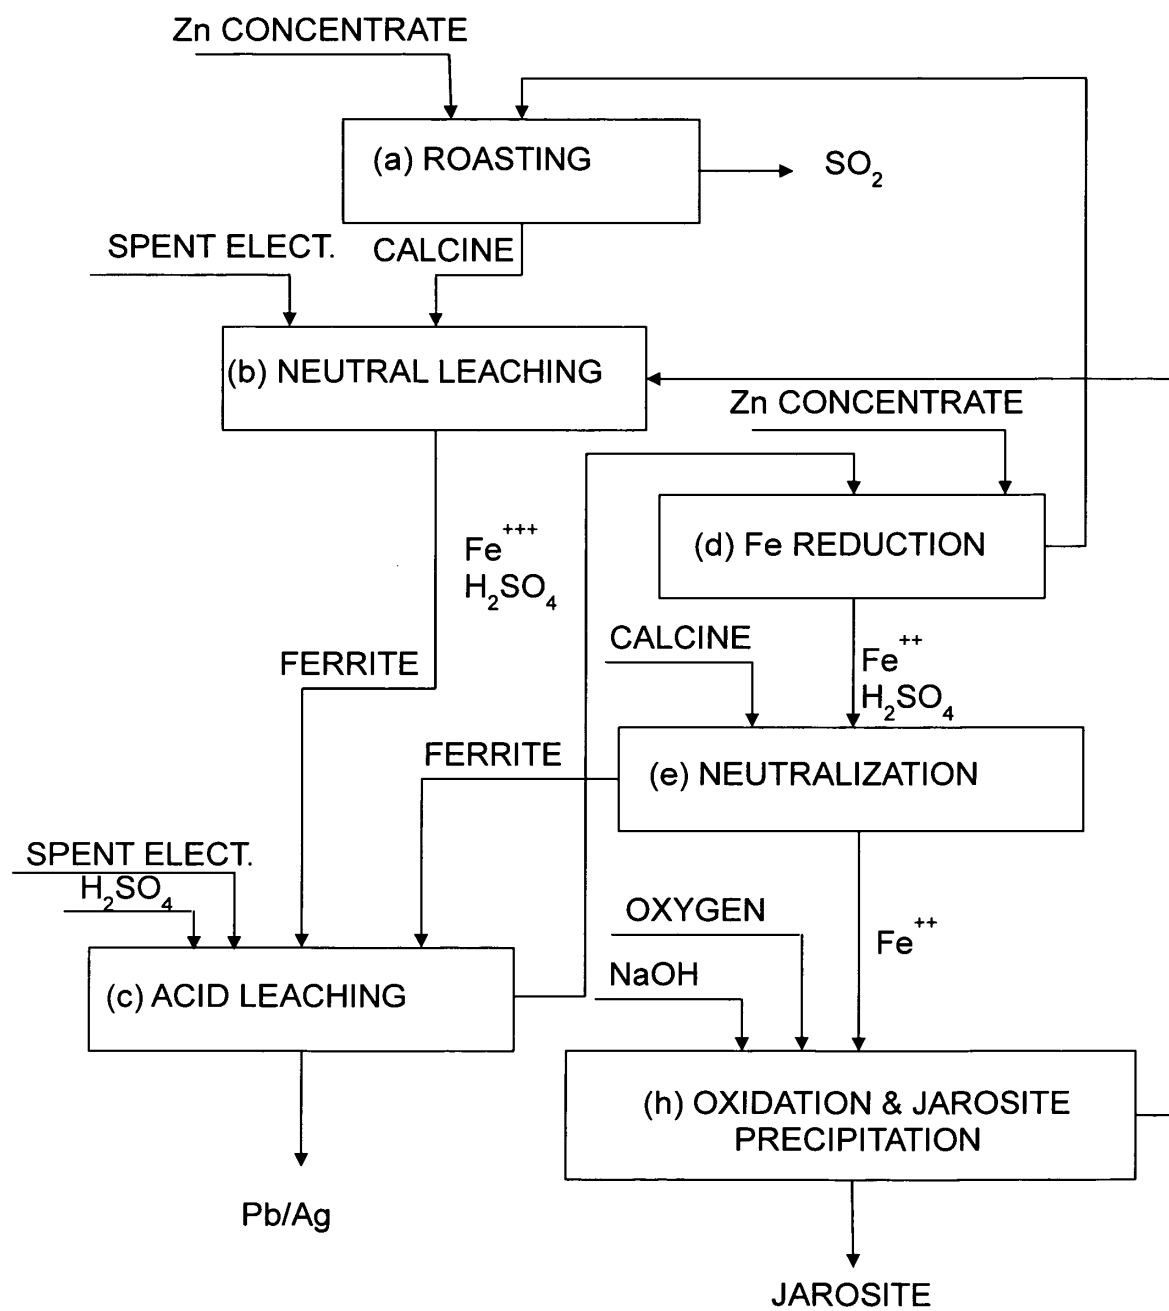 Zn CONCENTRATE
(a) ROASTING
SO2
SPENT ELECT.
CALCINE
(b) NEUTRAL LEACHING
Zn CONCENTRATE
Fe+++
H2SO4
(d) Fe REDUCTION
CALCINE
Fe++
H2SO4
FERRITE
FERRITE
(e) NEUTRALIZATION
SPENT ELECT.
H2SO4
OXYGEN
Fe++
NaOH
(c) ACID LEACHING
(h) OXIDATION & JAROSITE
PRECIPITATION
Pb/Ag
JAROSITE